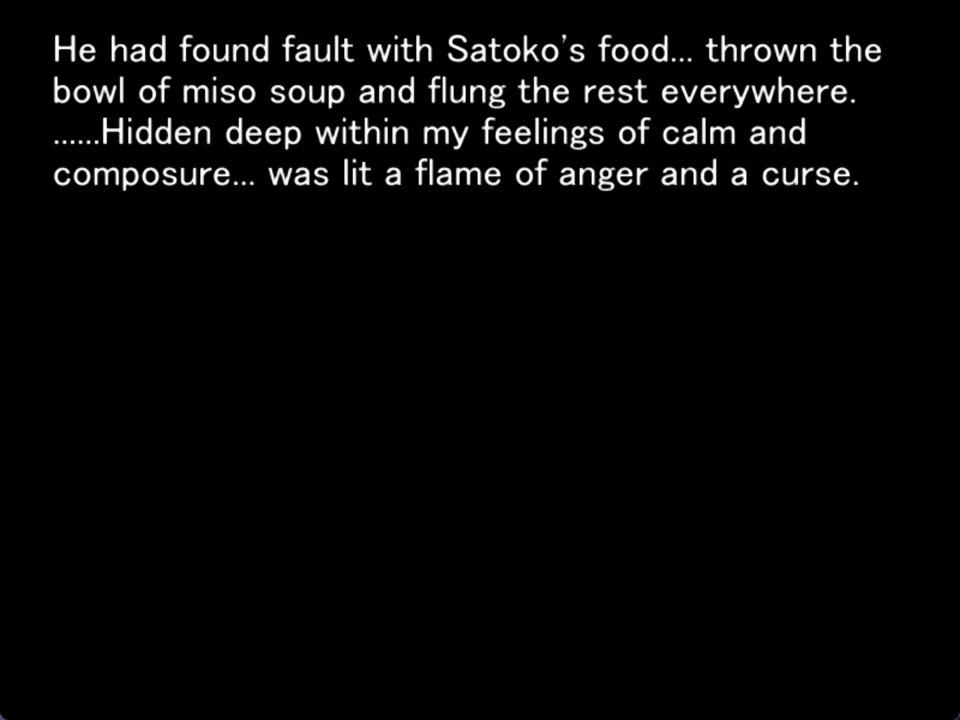 He had found fault with Satoko's food... thrown the
bowl of miso soup and flung the rest everywhere.
......Hidden deep within my feelings of calm and
composure... was lit a flame of anger and a curse.